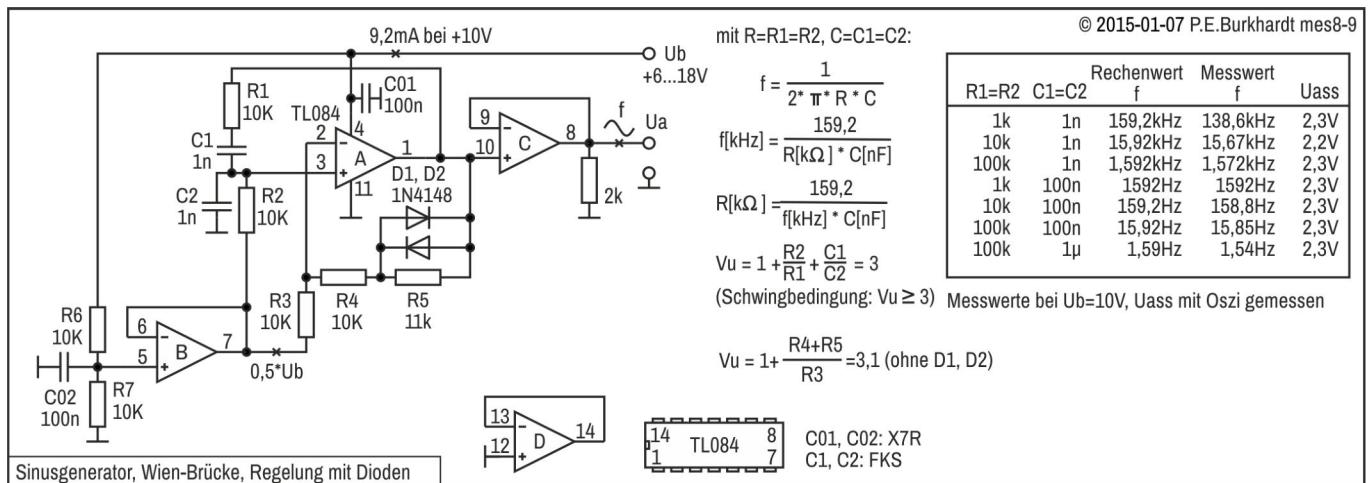 © 2015-01-07 P.E.Burkhardt mes8-9
9,2mA bei +10V
Ub
+6...18V
R1
10K
C01
100n
TL084
C1
1n
2
4
3
A
1
11
C2
1n
R2
10K
D1, D2
1N4148
9
10
C
8
f
Ua
2k
R3
10K
R4
10K
R5
11k
R6
10K
6
5
B
7
0,5*Ub
C02
100n
R7
10K
13
12
D
14
14
8
TL084
1
7
C01, C02: X7R
C1, C2: FKS
mit R=R1=R2, C=C1=C2:
f = 1 / 2* π* R * C
f[kHz] = 159,2 / R[kΩ] * C[nF]
R[kΩ] = 159,2 / f[kHz] * C[nF]
Vu = 1 + R2/R1 + C1/C2 = 3
(Schwingbedingung: Vu ≥ 3)
Vu = 1+ R4+R5 / R3 =3,1 (ohne D1, D2)
Rechenwert Messwert
R1=R2 C1=C2 f f Uass
1k 1n 159,2kHz 138,6kHz 2,3V
10k 1n 15,92kHz 15,67kHz 2,2V
100k 1n 1,592kHz 1,572kHz 2,3V
1k 100n 1592Hz 1592Hz 2,3V
10k 100n 159,2Hz 158,8Hz 2,3V
100k 100n 15,92Hz 15,85Hz 2,3V
100k 1µ 1,59Hz 1,54Hz 2,3V
Messwerte bei Ub=10V, Uass mit Oszi gemessen
Sinusgenerator, Wien-Brücke, Regelung mit Dioden